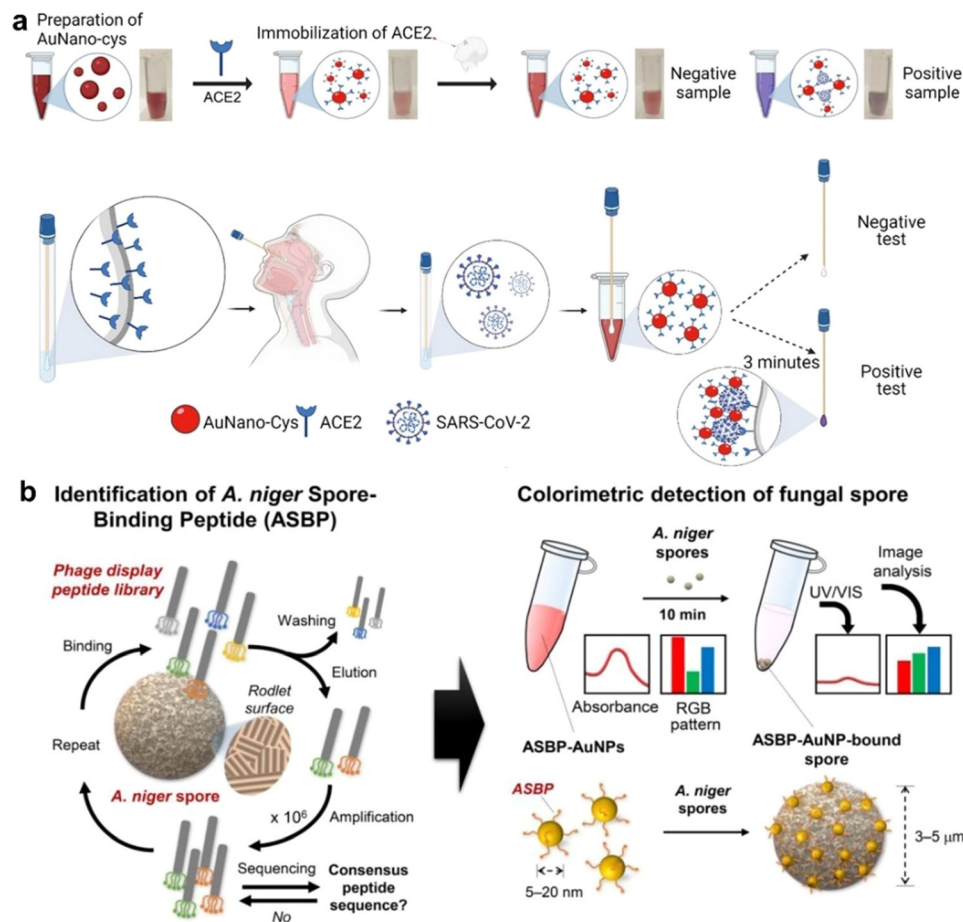 a
Preparation of
AuNano-cys
ACE2
Immobilization of ACE2
Negative
sample
Positive
sample
Negative
test
3 minutes
Positive
test
AuNano-Cys
ACE2
SARS-CoV-2
b
Identification of A. niger Spore-
Binding Peptide (ASBP)
Phage display
peptide library
Binding
Washing
Elution
Rodlet
surface
Repeat
A. niger spore
x 10⁶
Amplification
Sequencing
No
Consensus
peptide
sequence?
Colorimetric detection of fungal spore
A. niger
spores
10 min
Image
analysis
UV/VIS
Absorbance
RGB
pattern
ASBP-AuNPs
ASBP-AuNP-bound
spore
ASBP
5–20 nm
A. niger
spores
3–5 μm